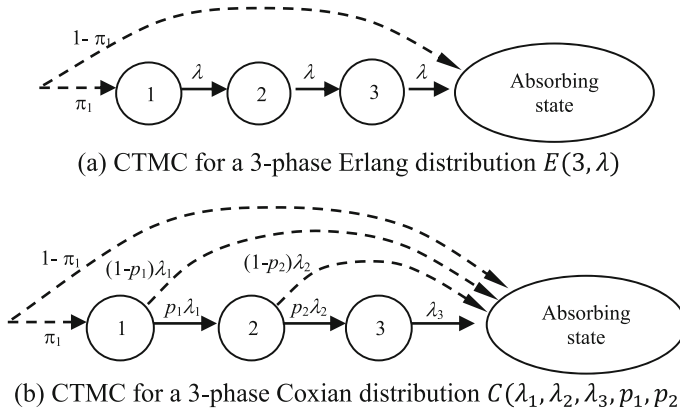 1- π₁
π₁
1
λ
2
λ
3
λ
Absorbing
state
(a) CTMC for a 3-phase Erlang distribution E(3, λ)
1- π₁
(1-p₁)λ₁
(1-p₂)λ₂
π₁
1
p₁λ₁
2
p₂λ₂
3
λ₃
Absorbing
state
(b) CTMC for a 3-phase Coxian distribution C(λ₁, λ₂, λ₃, p₁, p₂